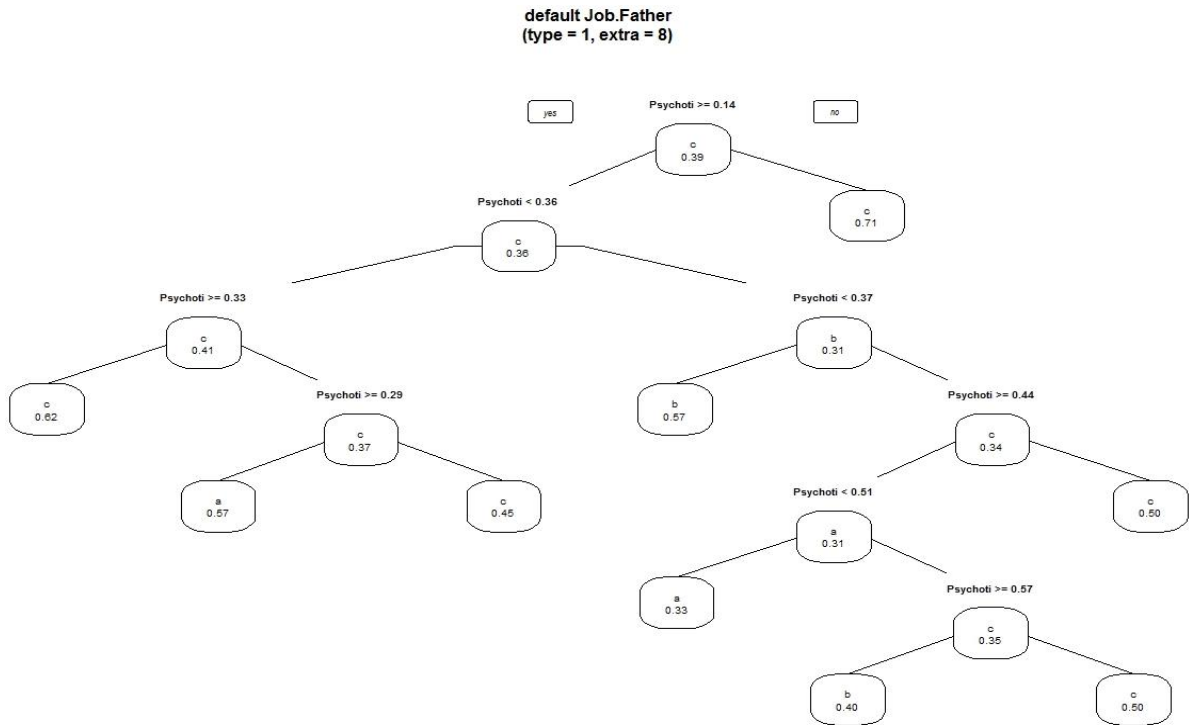 default Job.Father
(type = 1, extra = 8)
Psychoti >= 0.14
yes
no
c
0.39
Psychoti < 0.36
c
0.71
c
0.36
Psychoti >= 0.33
Psychoti < 0.37
c
0.41
b
0.31
c
0.62
Psychoti >= 0.29
b
0.57
Psychoti >= 0.44
c
0.37
c
0.34
a
0.57
c
0.45
Psychoti < 0.51
c
0.50
a
0.31
a
0.33
Psychoti >= 0.57
c
0.35
b
0.40
c
0.50